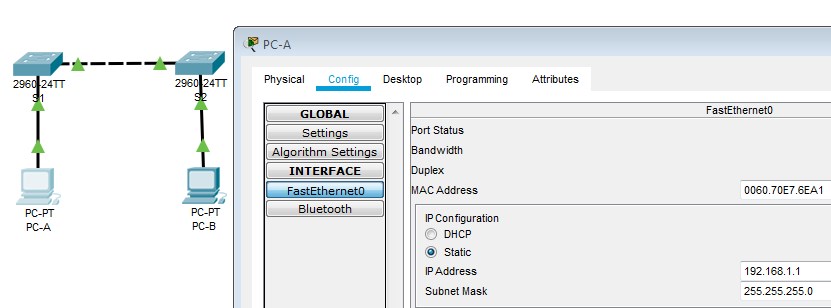 2960-24TT
S1
2960-24TT
S2
PC-PT
PC-A
PC-PT
PC-B
PC-A
Physical Config Desktop Programming Attributes
GLOBAL
Settings
Algorithm Settings
INTERFACE
FastEthernet0
Bluetooth
FastEthernet0
Port Status
Bandwidth
Duplex
MAC Address 0060.70E7.6EA1
IP Configuration
DHCP
Static
IP Address 192.168.1.1
Subnet Mask 255.255.255.0